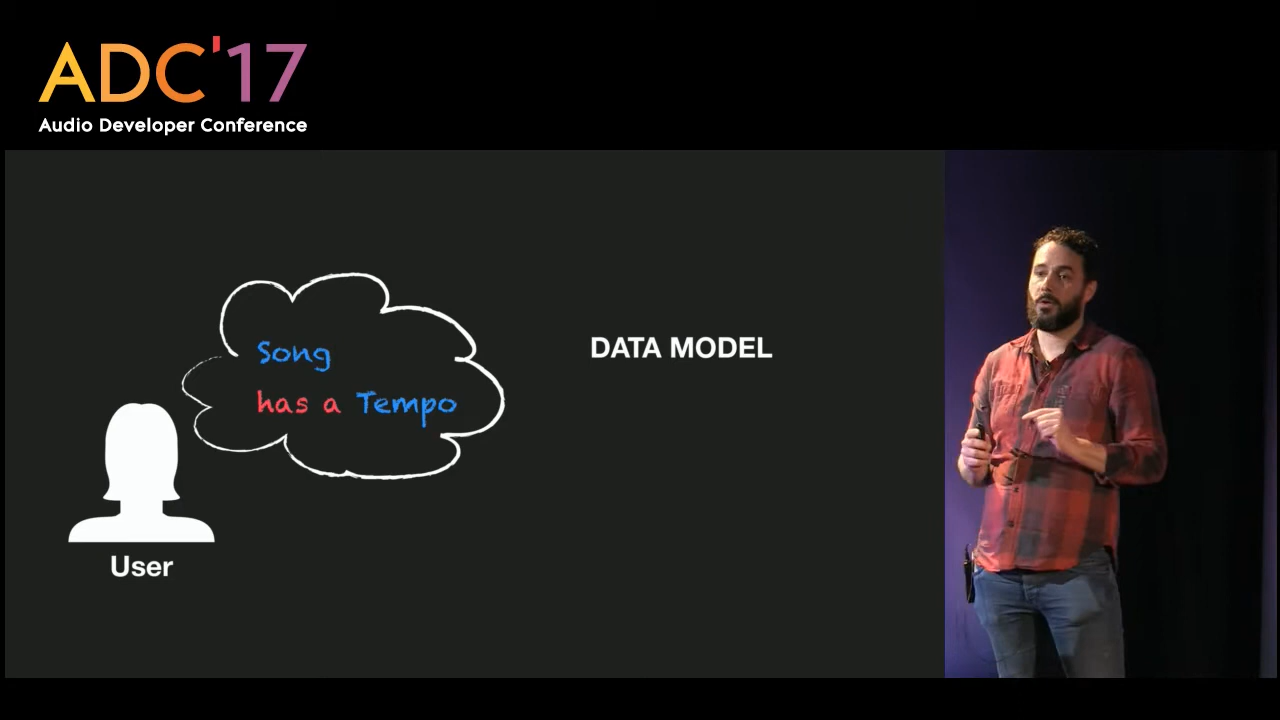 ADC'17
Audio Developer Conference
Song
has a Tempo
DATA MODEL
User